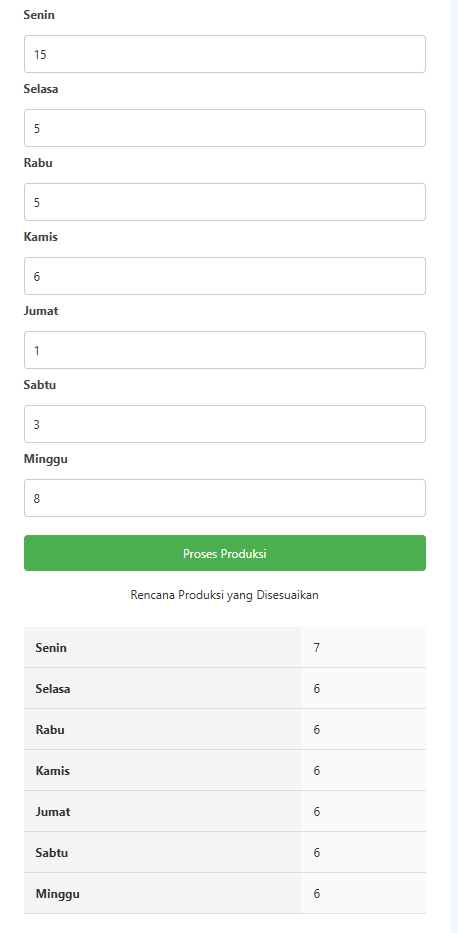 Senin
15
Selasa
5
Rabu
5
Kamis
6
Jumat
1
Sabtu
3
Minggu
8
Proses Produksi
Rencana Produksi yang Disesuaikan
Senin 7
Selasa 6
Rabu 6
Kamis 6
Jumat 6
Sabtu 6
Minggu 6